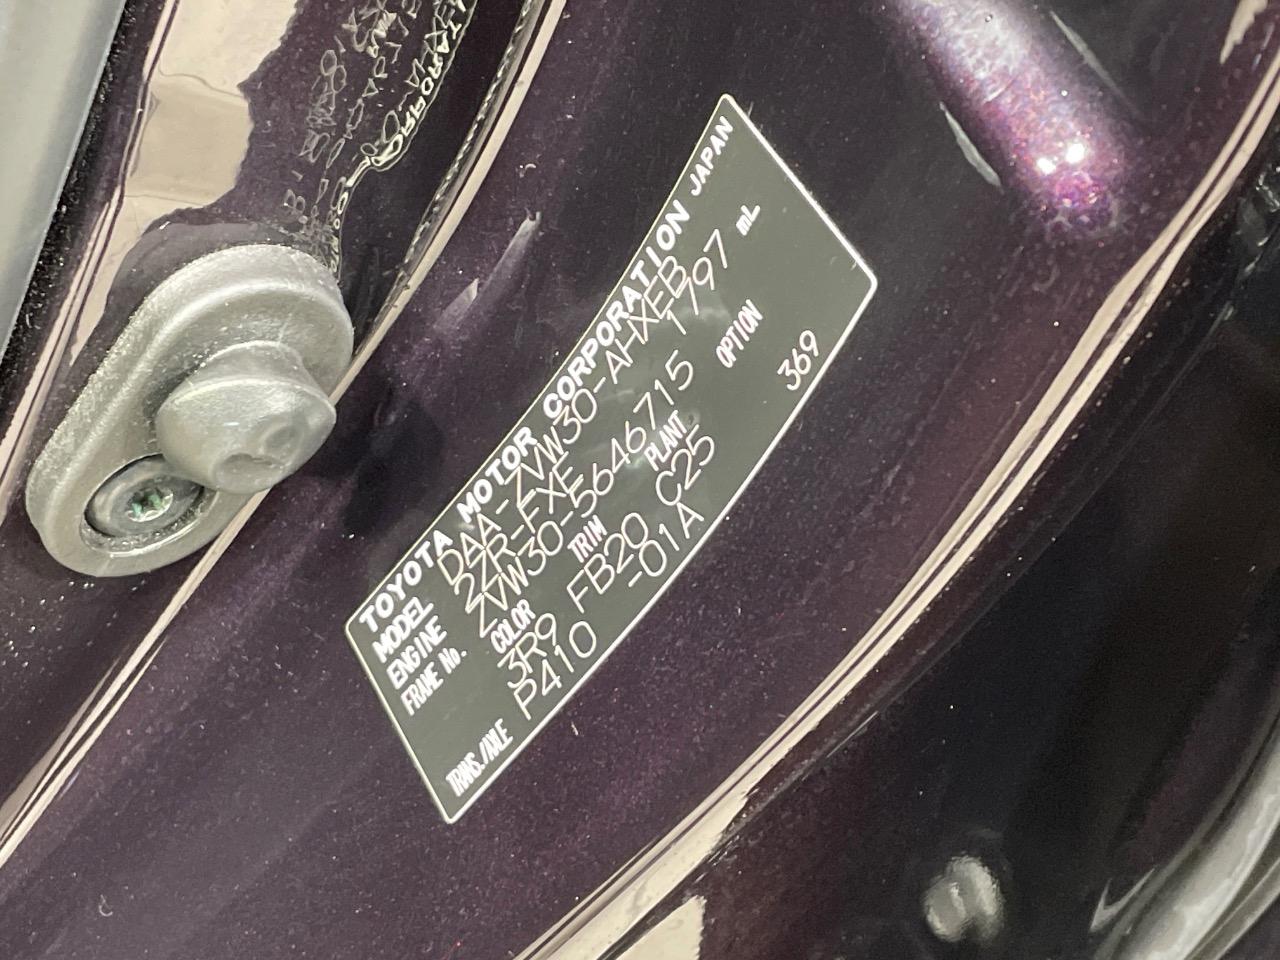 TOYOTA MOTOR CORPORATION JAPAN
MODEL DAA-ZVW30-AHXEB
ENGINE 2ZR-FXE 1797 mL
FRAME No. ZVW30-5646715
COLOR TRIM PLANT OPTION
3R9 FB20 C25 369
TRANS./AXLE P410 -01A